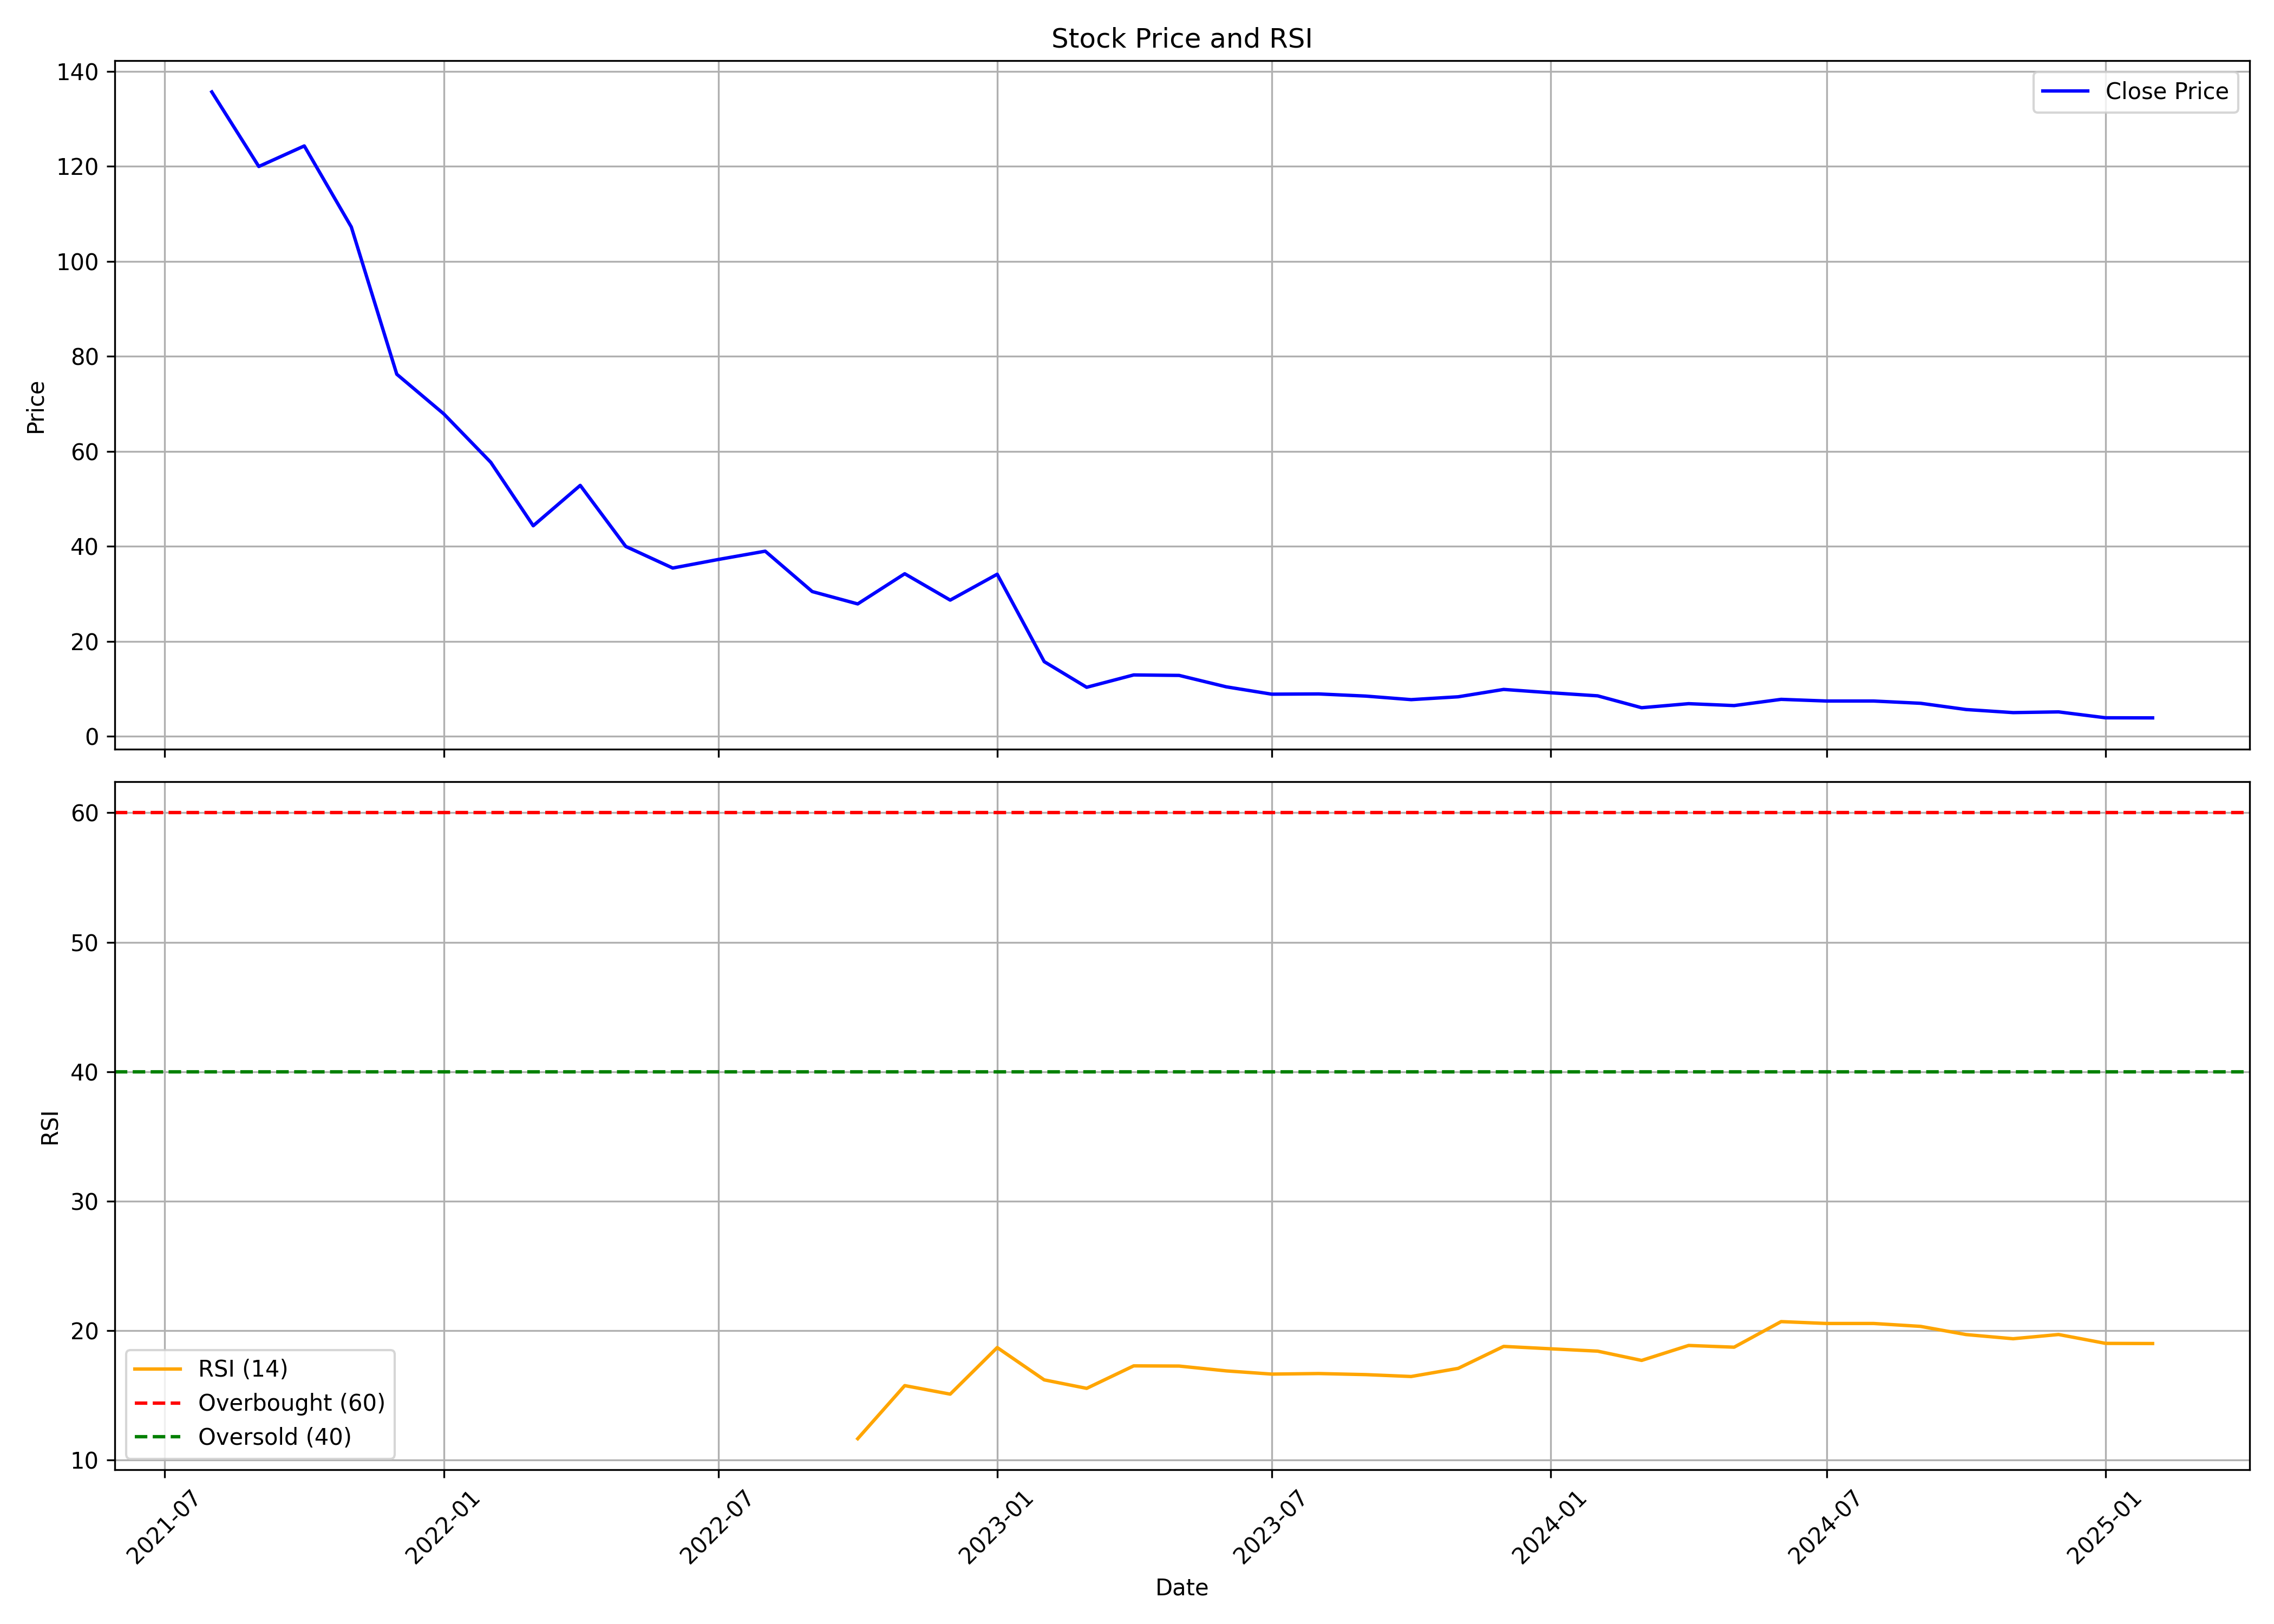 Stock Price and RSI
140
120
100
80
60
40
20
0
Price
Close Price
60
50
40
30
20
10
RSI
RSI (14)
Overbought (60)
Oversold (40)
2021-07
2022-01
2022-07
2023-01
2023-07
2024-01
2024-07
2025-01
Date